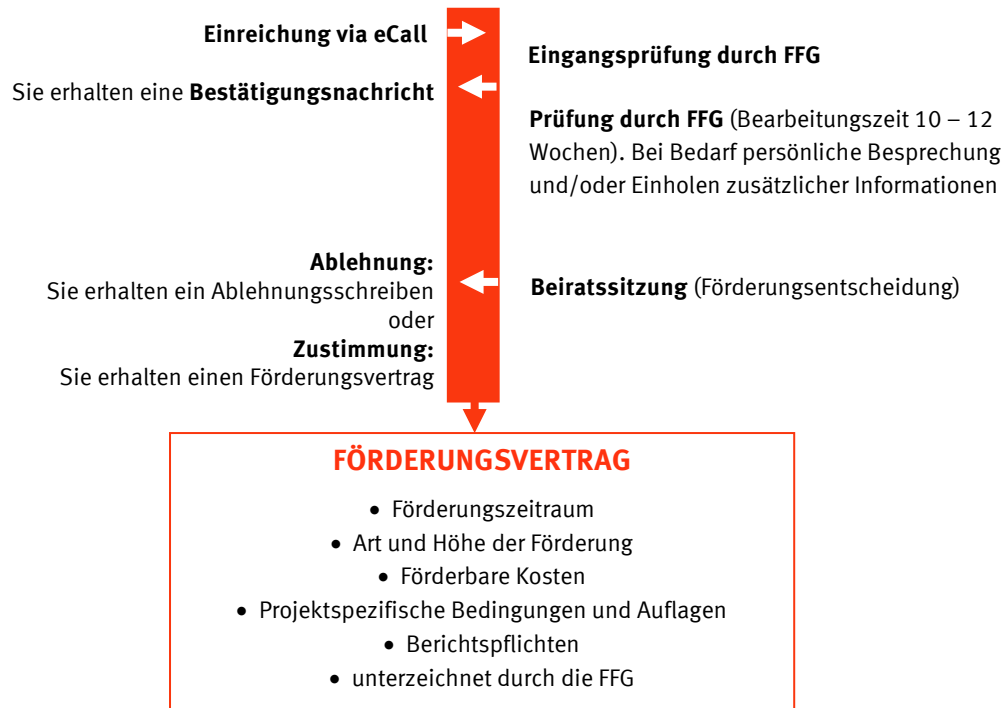 Einreichung via eCall
Eingangsprüfung durch FFG
Sie erhalten eine Bestätigungsnachricht
Prüfung durch FFG (Bearbeitungszeit 10 – 12
Wochen). Bei Bedarf persönliche Besprechung
und/oder Einholen zusätzlicher Informationen
Ablehnung:
Sie erhalten ein Ablehnungsschreiben
oder
Zustimmung:
Sie erhalten einen Förderungsvertrag
Beiratssitzung (Förderungsentscheidung)
FÖRDERUNGSVERTRAG
• Förderungszeitraum
• Art und Höhe der Förderung
• Förderbare Kosten
• Projektspezifische Bedingungen und Auflagen
• Berichtspflichten
• unterzeichnet durch die FFG